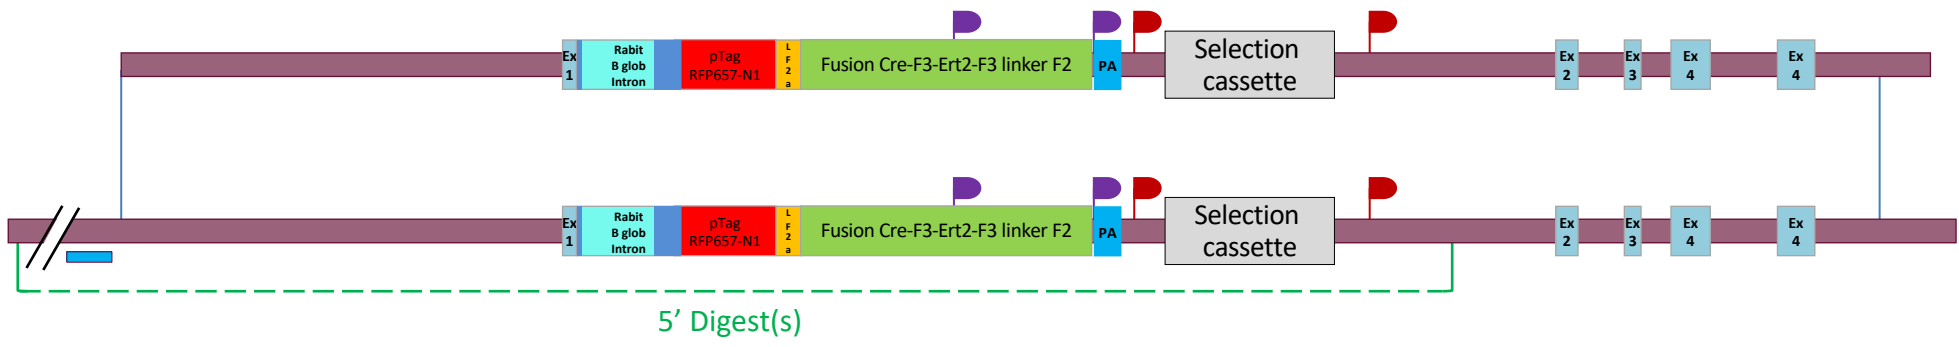 Ex
1
Rabit
B glob
Intron
pTag
RFP657-N1
L
F
2
a
Fusion Cre-F3-Ert2-F3 linker F2
PA
Selection
cassette
Ex
2
Ex
3
Ex
4
Ex
4
Ex
1
Rabit
B glob
Intron
pTag
RFP657-N1
L
F
2
a
Fusion Cre-F3-Ert2-F3 linker F2
PA
Selection
cassette
Ex
2
Ex
3
Ex
4
Ex
4
5' Digest(s)